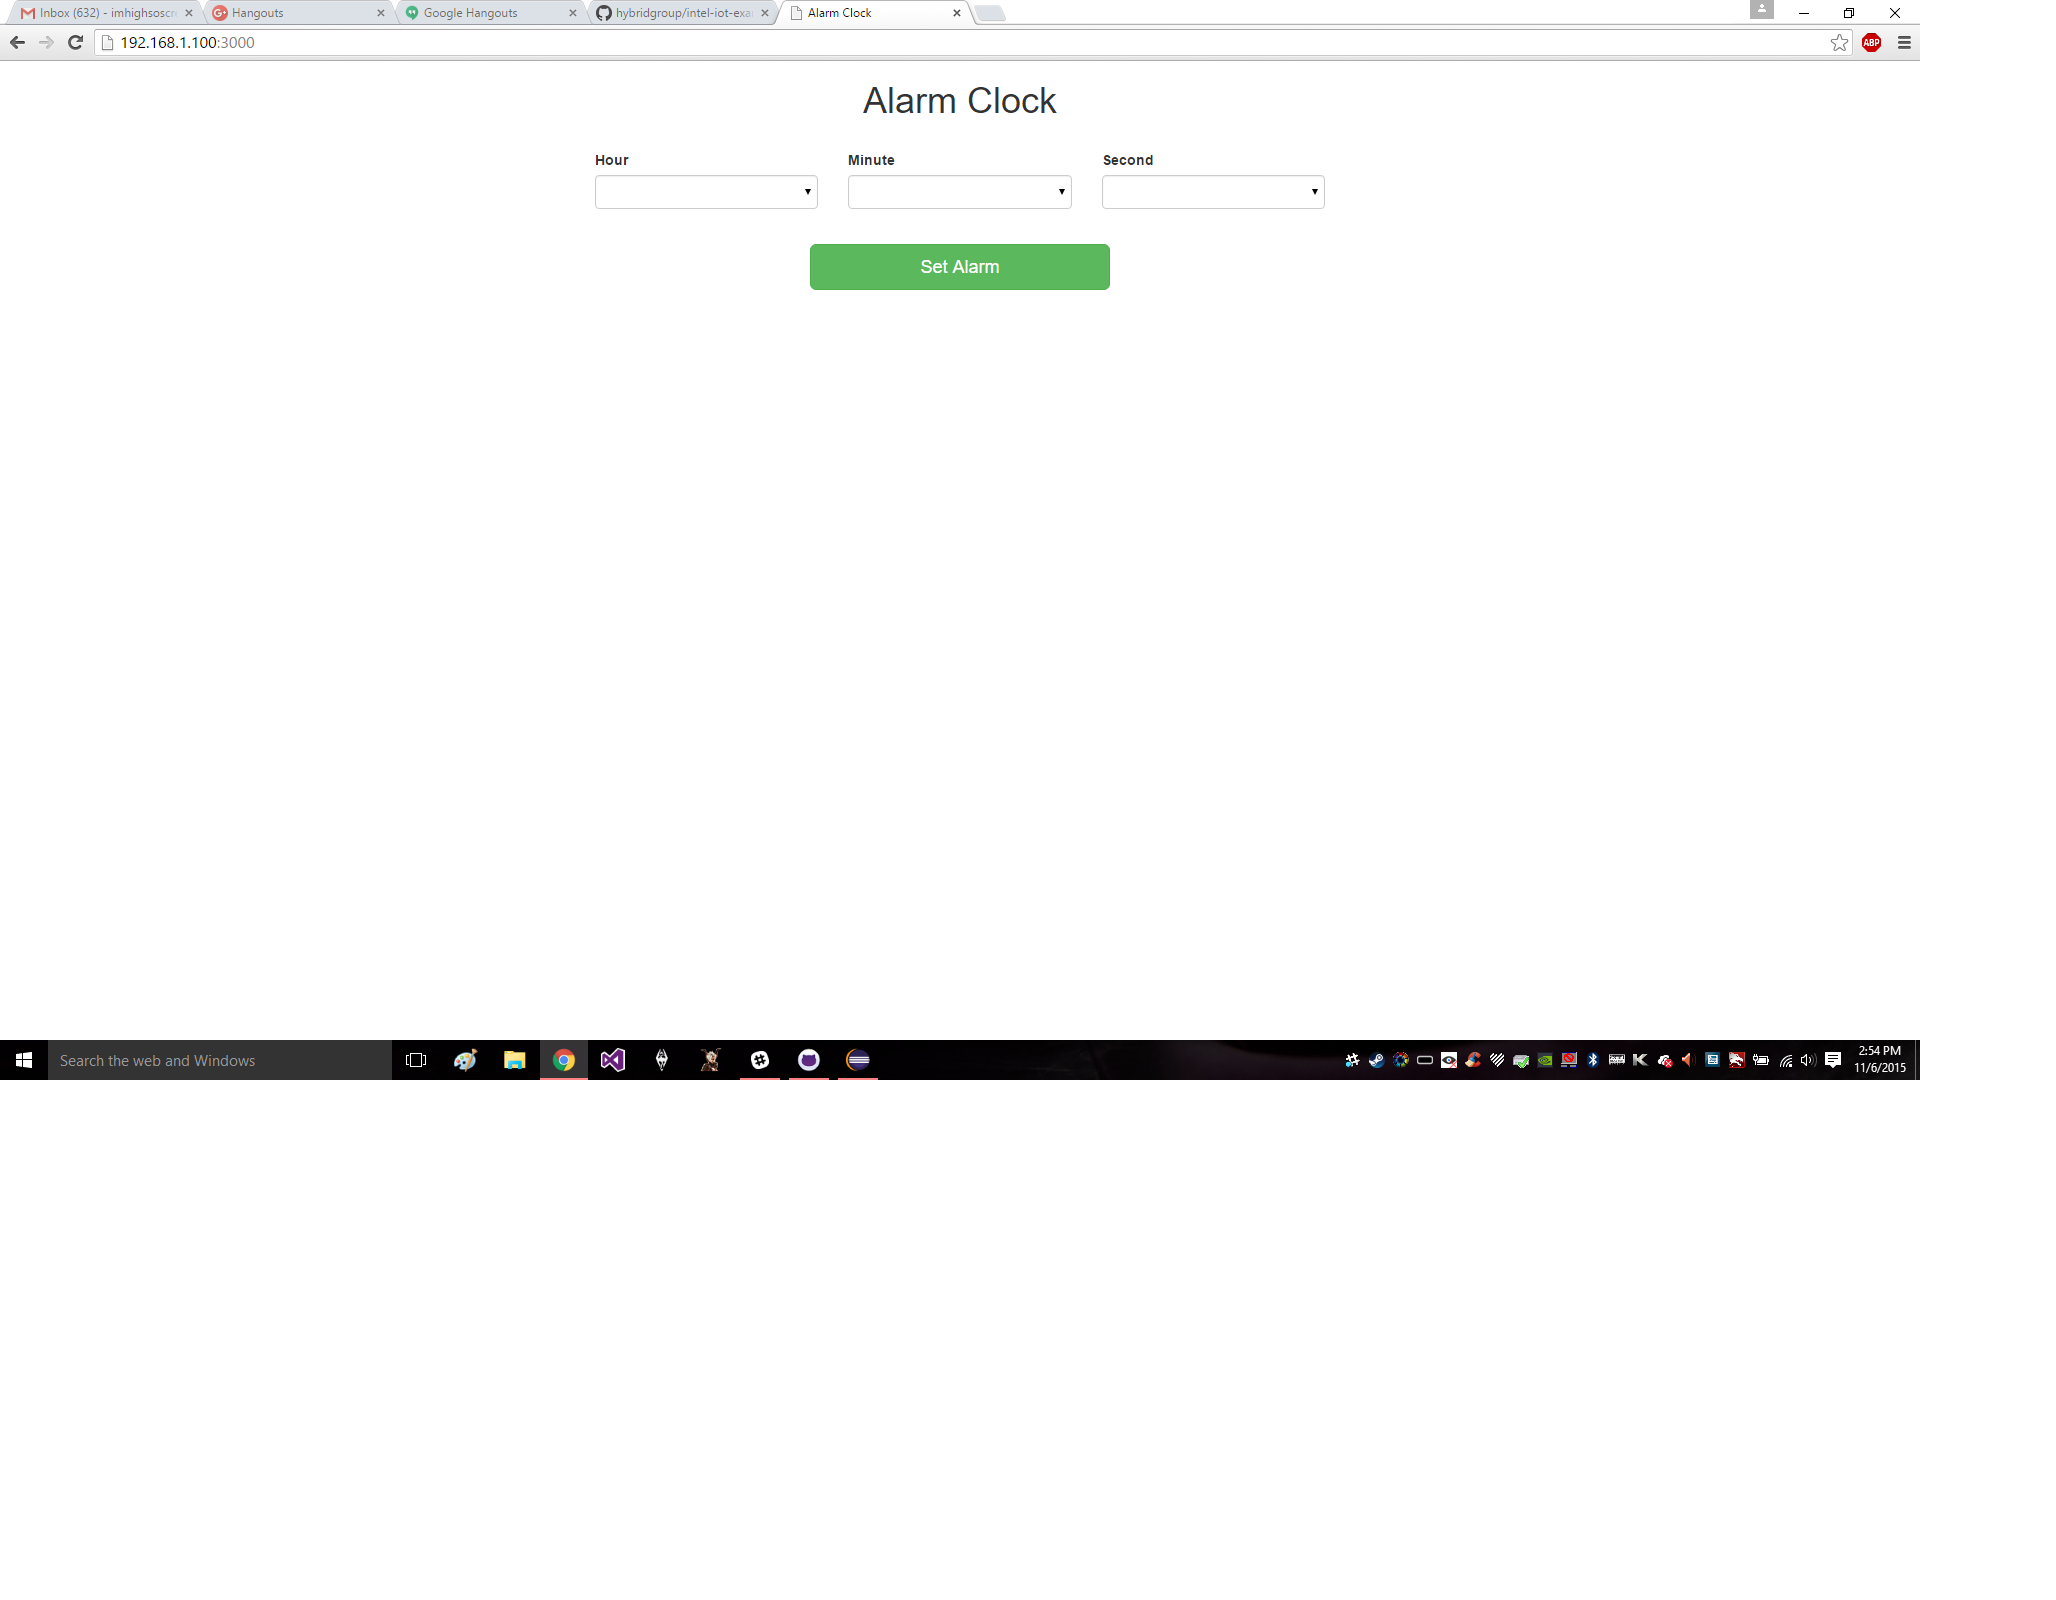 Inbox (632) - imhighsoscr
Hangouts
Google Hangouts
hybridgroup/intel-iot-exa
Alarm Clock
192.168.1.100:3000
ABP
Alarm Clock
Hour
Minute
Second
Set Alarm
Search the web and Windows
2:54 PM
11/6/2015